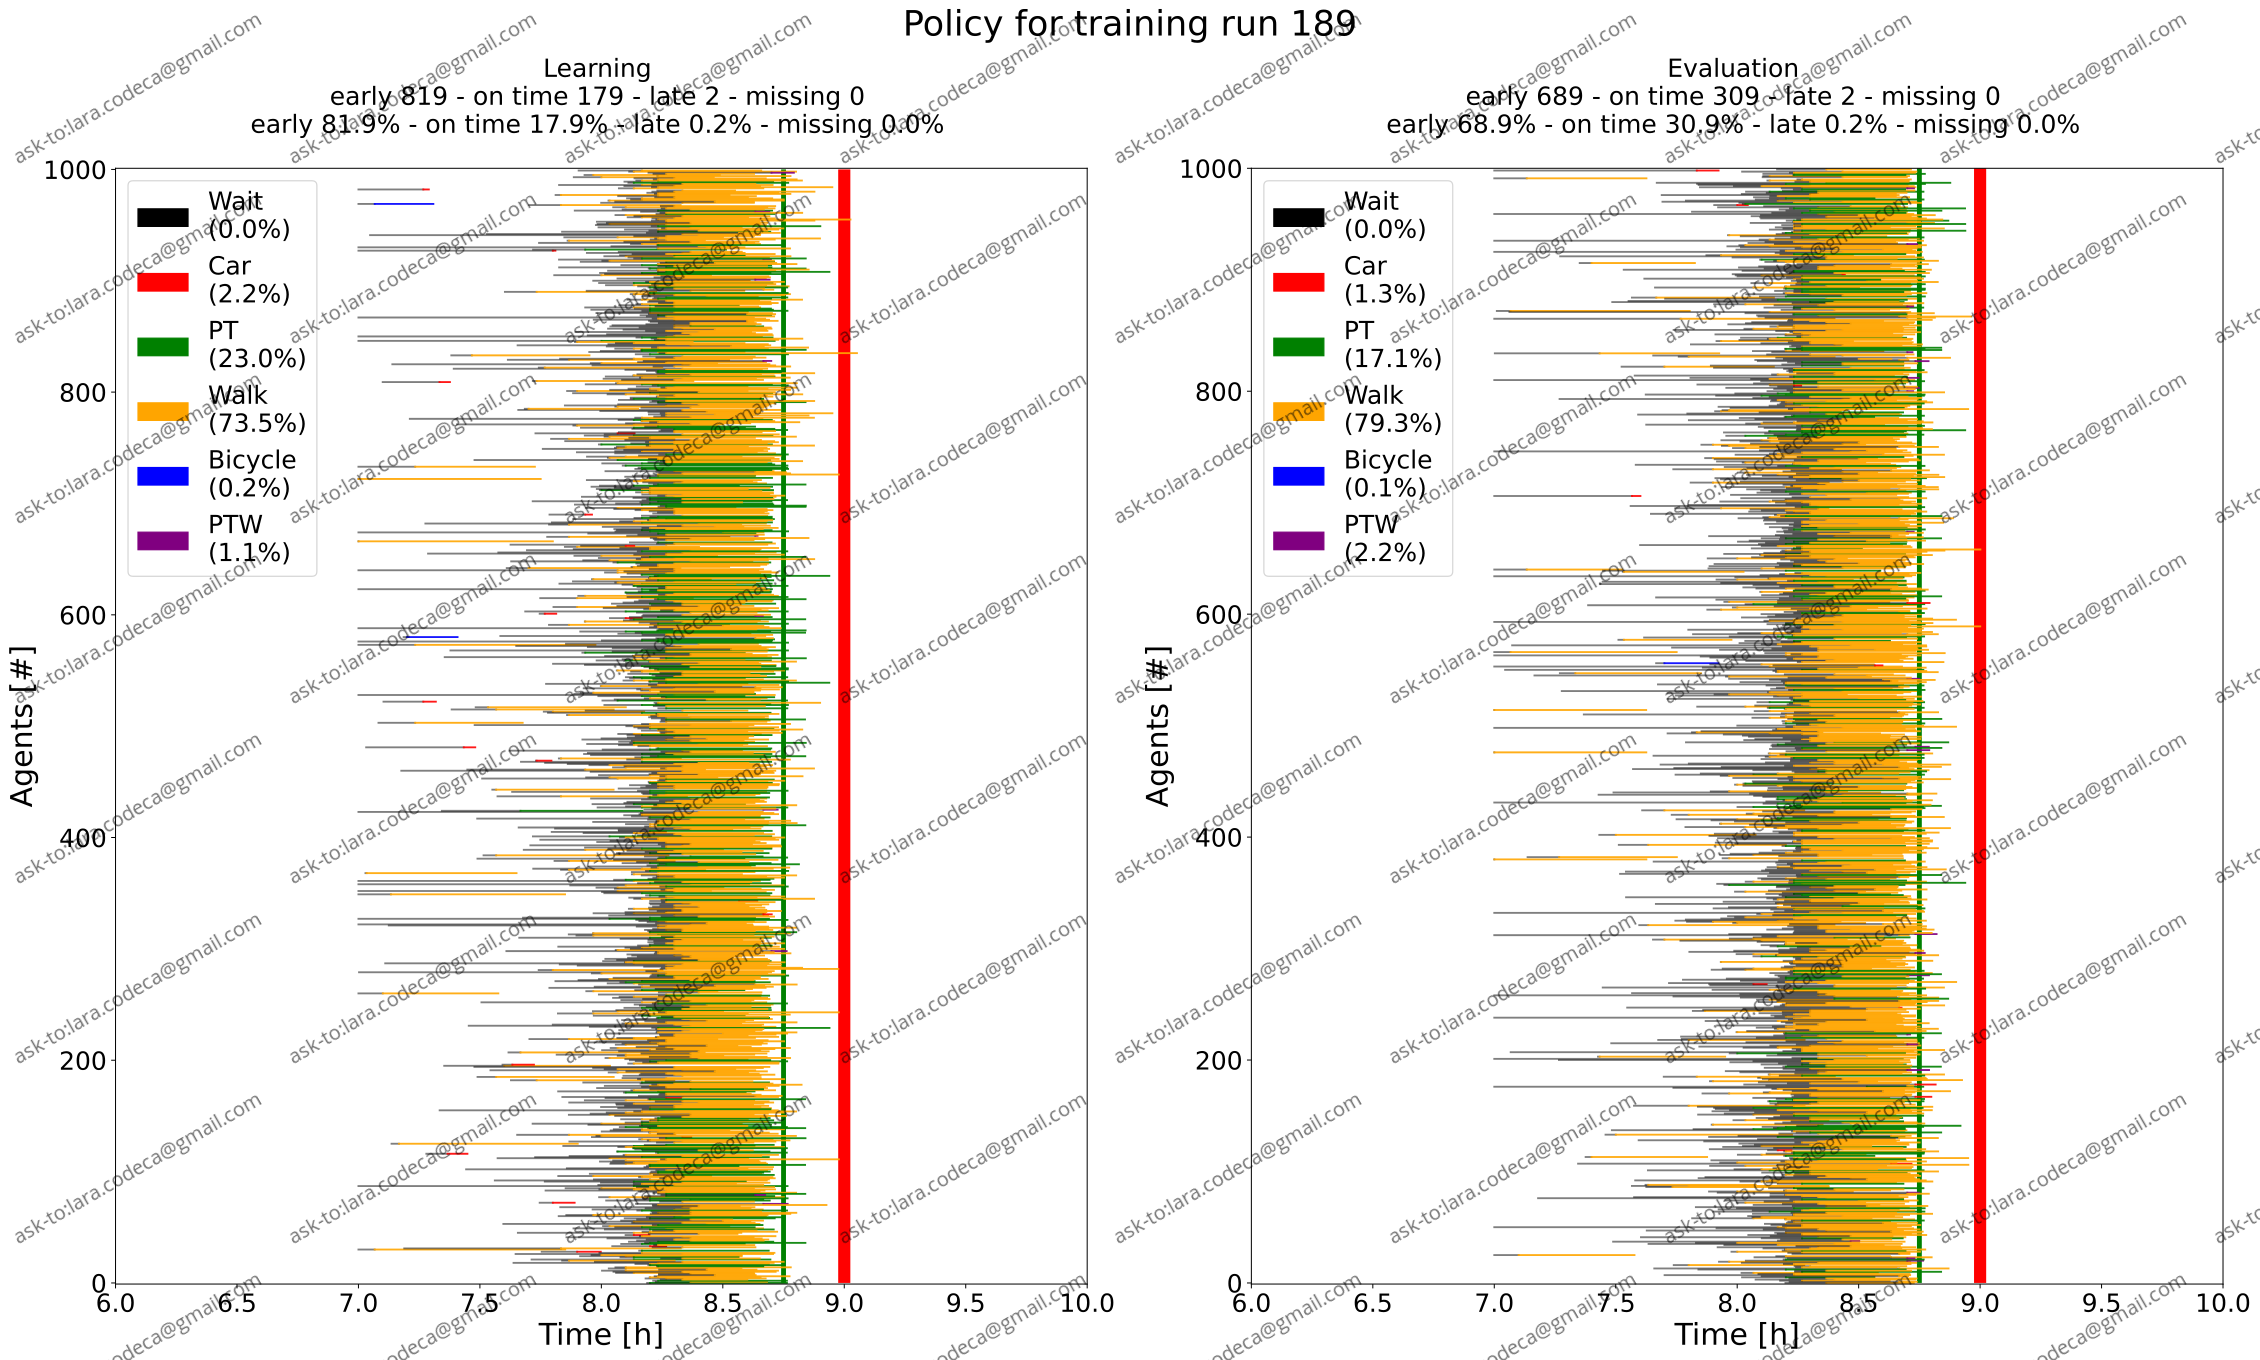 Policy for training run 189
Learning
early 819 - on time 179 - late 2 - missing 0
early 81.9% - on time 17.9% - late 0.2% - missing 0.0%
1000
800
600
400
200
0
Agents [#]
Wait
(0.0%)
Car
(2.2%)
PT
(23.0%)
Walk
(73.5%)
Bicycle
(0.2%)
PTW
(1.1%)
6.0 6.5 7.0 7.5 8.0 8.5 9.0 9.5 10.0
Time [h]
Evaluation
early 689 - on time 309 - late 2 - missing 0
early 68.9% - on time 30.9% - late 0.2% - missing 0.0%
1000
800
600
400
200
0
Agents [#]
Wait
(0.0%)
Car
(1.3%)
PT
(17.1%)
Walk
(79.3%)
Bicycle
(0.1%)
PTW
(2.2%)
6.0 6.5 7.0 7.5 8.0 8.5 9.0 9.5 10.0
Time [h]
ask-to:lara.codeca@gmail.com